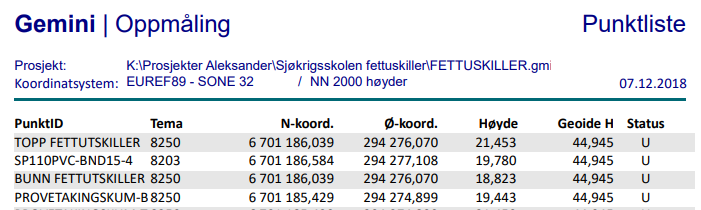 Gemini | Oppmåling Punktliste
Prosjekt: K:\Prosjekter Aleksander\Sjøkrigsskolen fettuskiller\FETTUSKILLER.gmi
Koordinatsystem: EUREF89 - SONE 32 / NN 2000 høyder 07.12.2018
PunktID Tema N-koord. Ø-koord. Høyde Geoide H Status
TOPP FETTUTSKILLER 8250 6 701 186,039 294 276,070 21,453 44,945 U
SP110PVC-BND15-4 8203 6 701 186,584 294 277,108 19,780 44,945 U
BUNN FETTUTSKILLER 8250 6 701 186,039 294 276,070 18,823 44,945 U
PROVETAKINGSKUM-B 8250 6 701 185,429 294 274,899 19,443 44,945 U